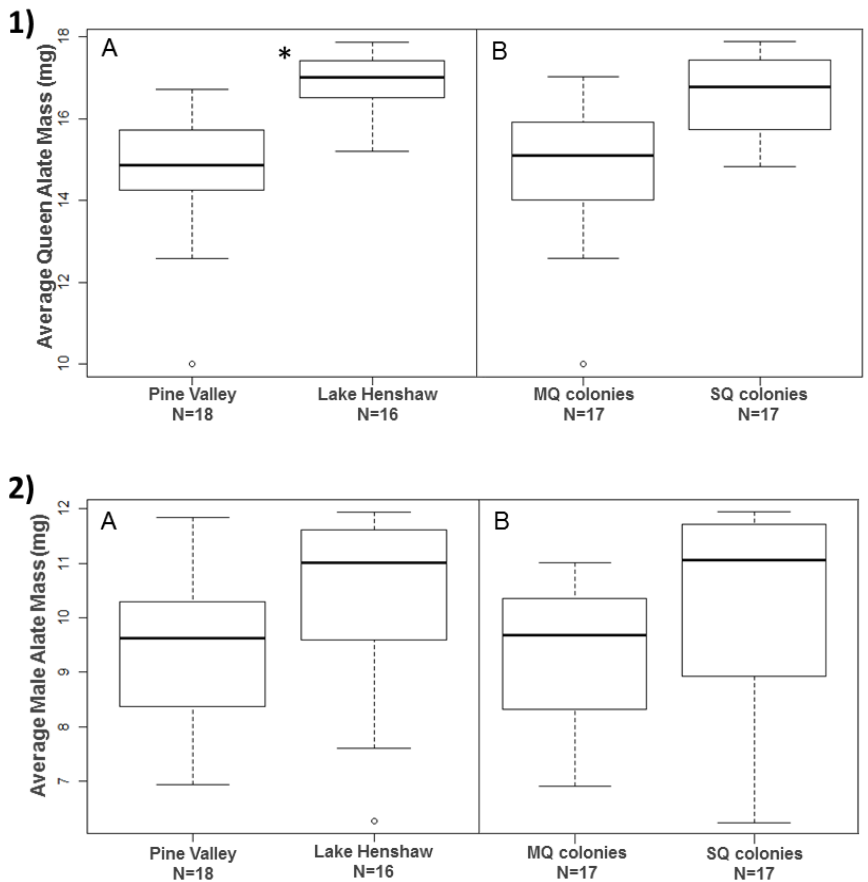 1)
Average Queen Alate Mass (mg)
18
16
14
12
10
A
*
B
Pine Valley
N=18
Lake Henshaw
N=16
MQ colonies
N=17
SQ colonies
N=17
2)
Average Male Alate Mass (mg)
12
11
10
9
8
7
A
B
Pine Valley
N=18
Lake Henshaw
N=16
MQ colonies
N=17
SQ colonies
N=17